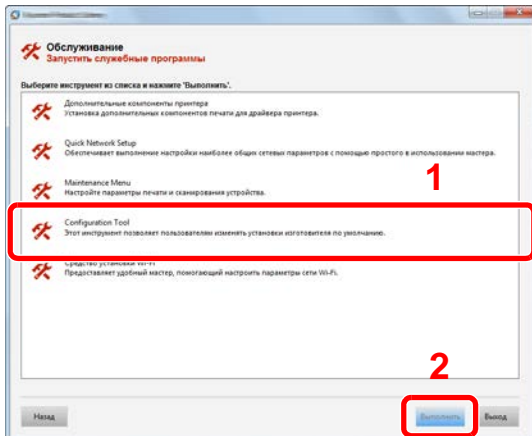 Обслуживание
Запустить служебные программы
Выберите инструмент из списка и нажмите 'Выполнить'.
Дополнительные компоненты принтера
Установка дополнительных компонентов печати для драйвера принтера.
Quick Network Setup
Обеспечивает выполнение настройки наиболее общих сетевых параметров с помощью простого в использовании мастера.
1
Maintenance Menu
Настройте параметры печати и сканирования устройства.
Configuration Tool
Этот инструмент позволяет пользователям изменять установки изготовителя по умолчанию.
Средство установки Wi-Fi
Предоставляет удобный мастер, помогающий настроить параметры сети Wi-Fi.
2
Назад
Выполнить
Выход